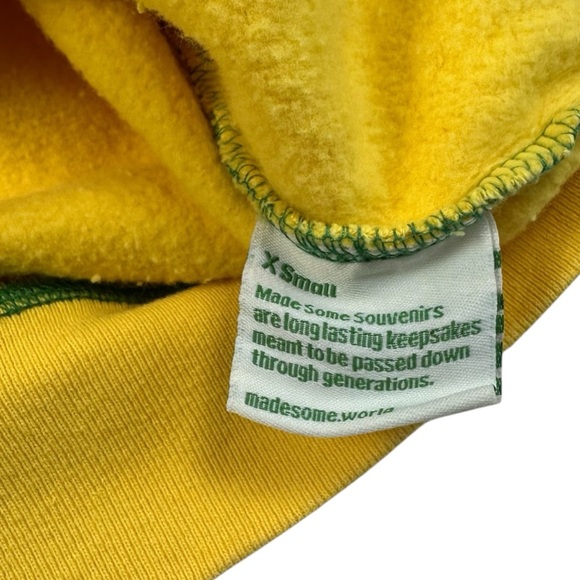 X Small
Made Some Souvenirs
are long lasting keepsakes
meant to be passed down
through generations.
madesome.world